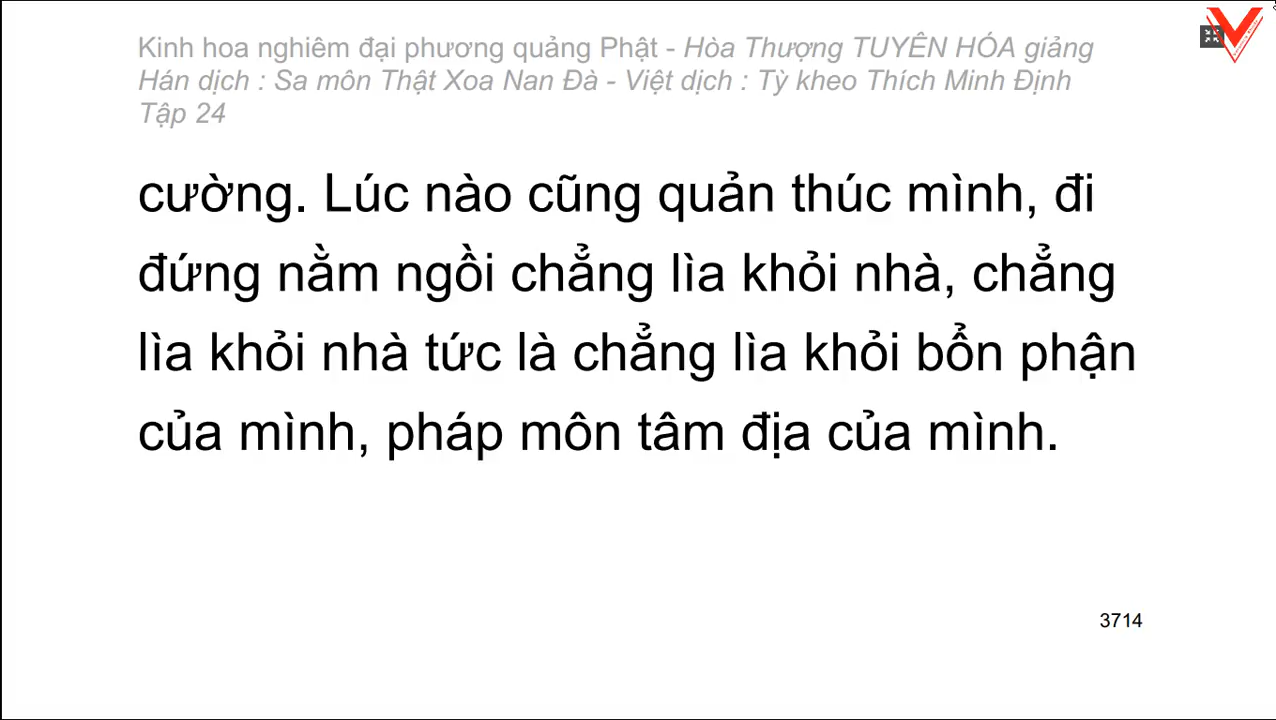 Kinh hoa nghiêm đại phương quảng Phật - Hòa Thượng TUYÊN HÓA giảng
Hán dịch : Sa môn Thật Xoa Nan Đà - Việt dịch : Tỳ kheo Thích Minh Định
Tập 24
cường. Lúc nào cũng quản thúc mình, đi
đứng nằm ngồi chẳng lìa khỏi nhà, chẳng
lìa khỏi nhà tức là chẳng lìa khỏi bổn phận
của mình, pháp môn tâm địa của mình.
3714